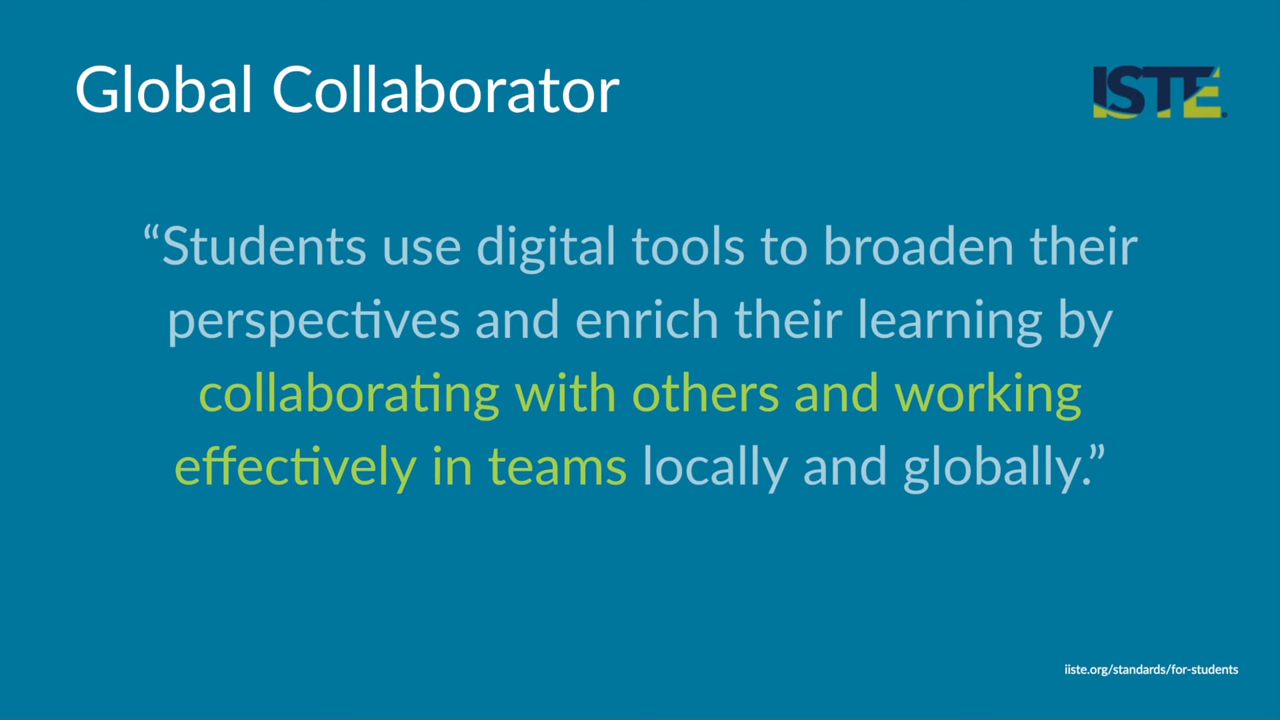 Global Collaborator
ISTE
“Students use digital tools to broaden their
perspectives and enrich their learning by
collaborating with others and working
effectively in teams locally and globally.”
iiste.org/standards/for-students